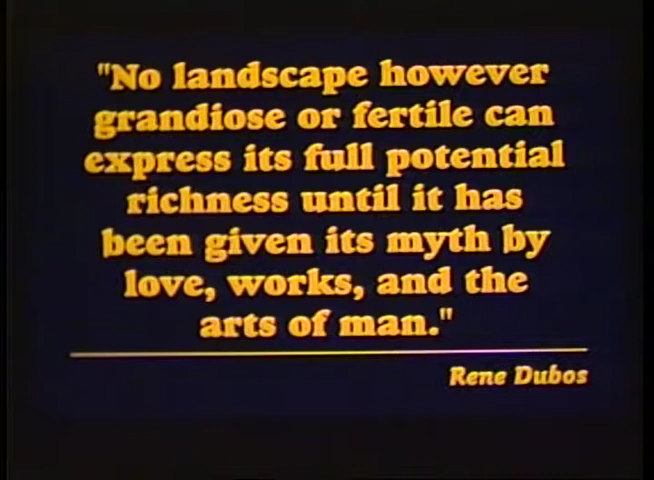 "No landscape however
grandiose or fertile can
express its full potential
richness until it has
been given its myth by
love, works, and the
arts of man."
Rene Dubos